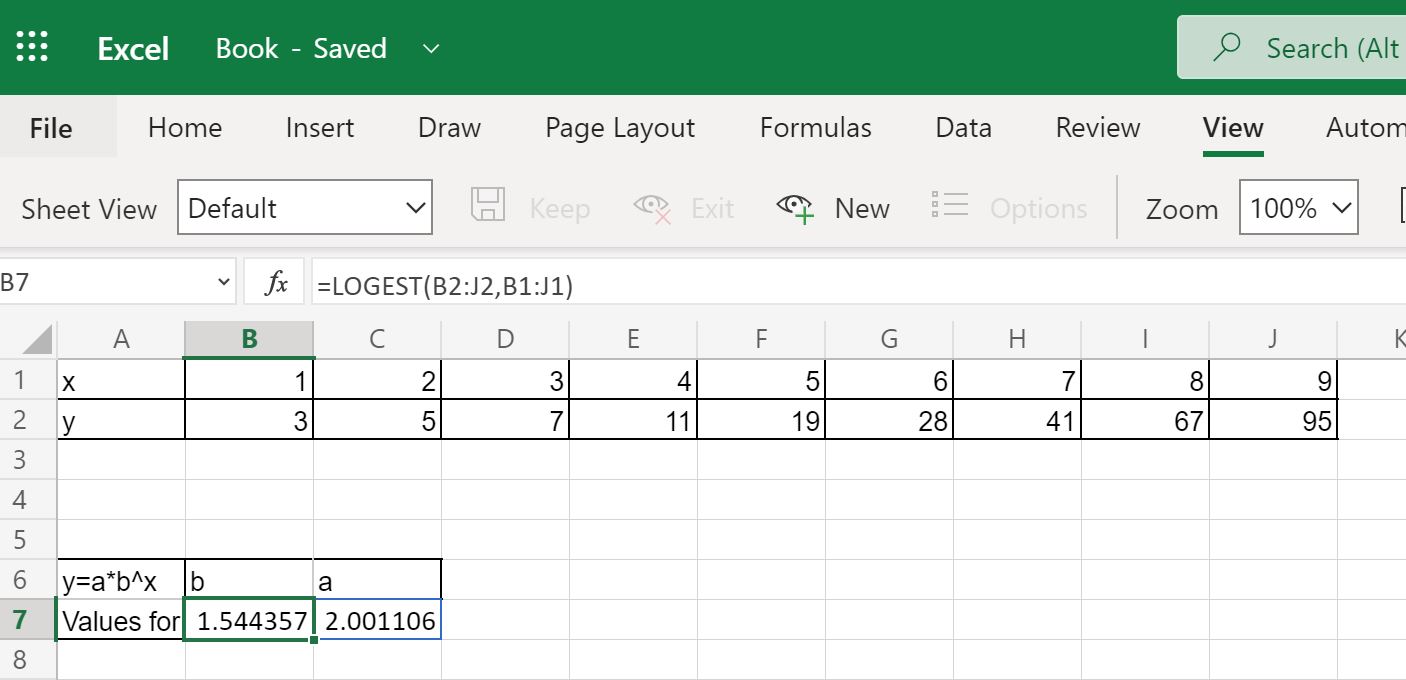 Excel Book - Saved Search (Alt
File Home Insert Draw Page Layout Formulas Data Review View Autom
Sheet View Default Keep Exit New Options Zoom 100%
B7 fx =LOGEST(B2:J2,B1:J1)
A B C D E F G H I J K
1 x 1 2 3 4 5 6 7 8 9
2 y 3 5 7 11 19 28 41 67 95
3
4
5
6 y=a*b^x b a
7 Values for 1.544357 2.001106
8